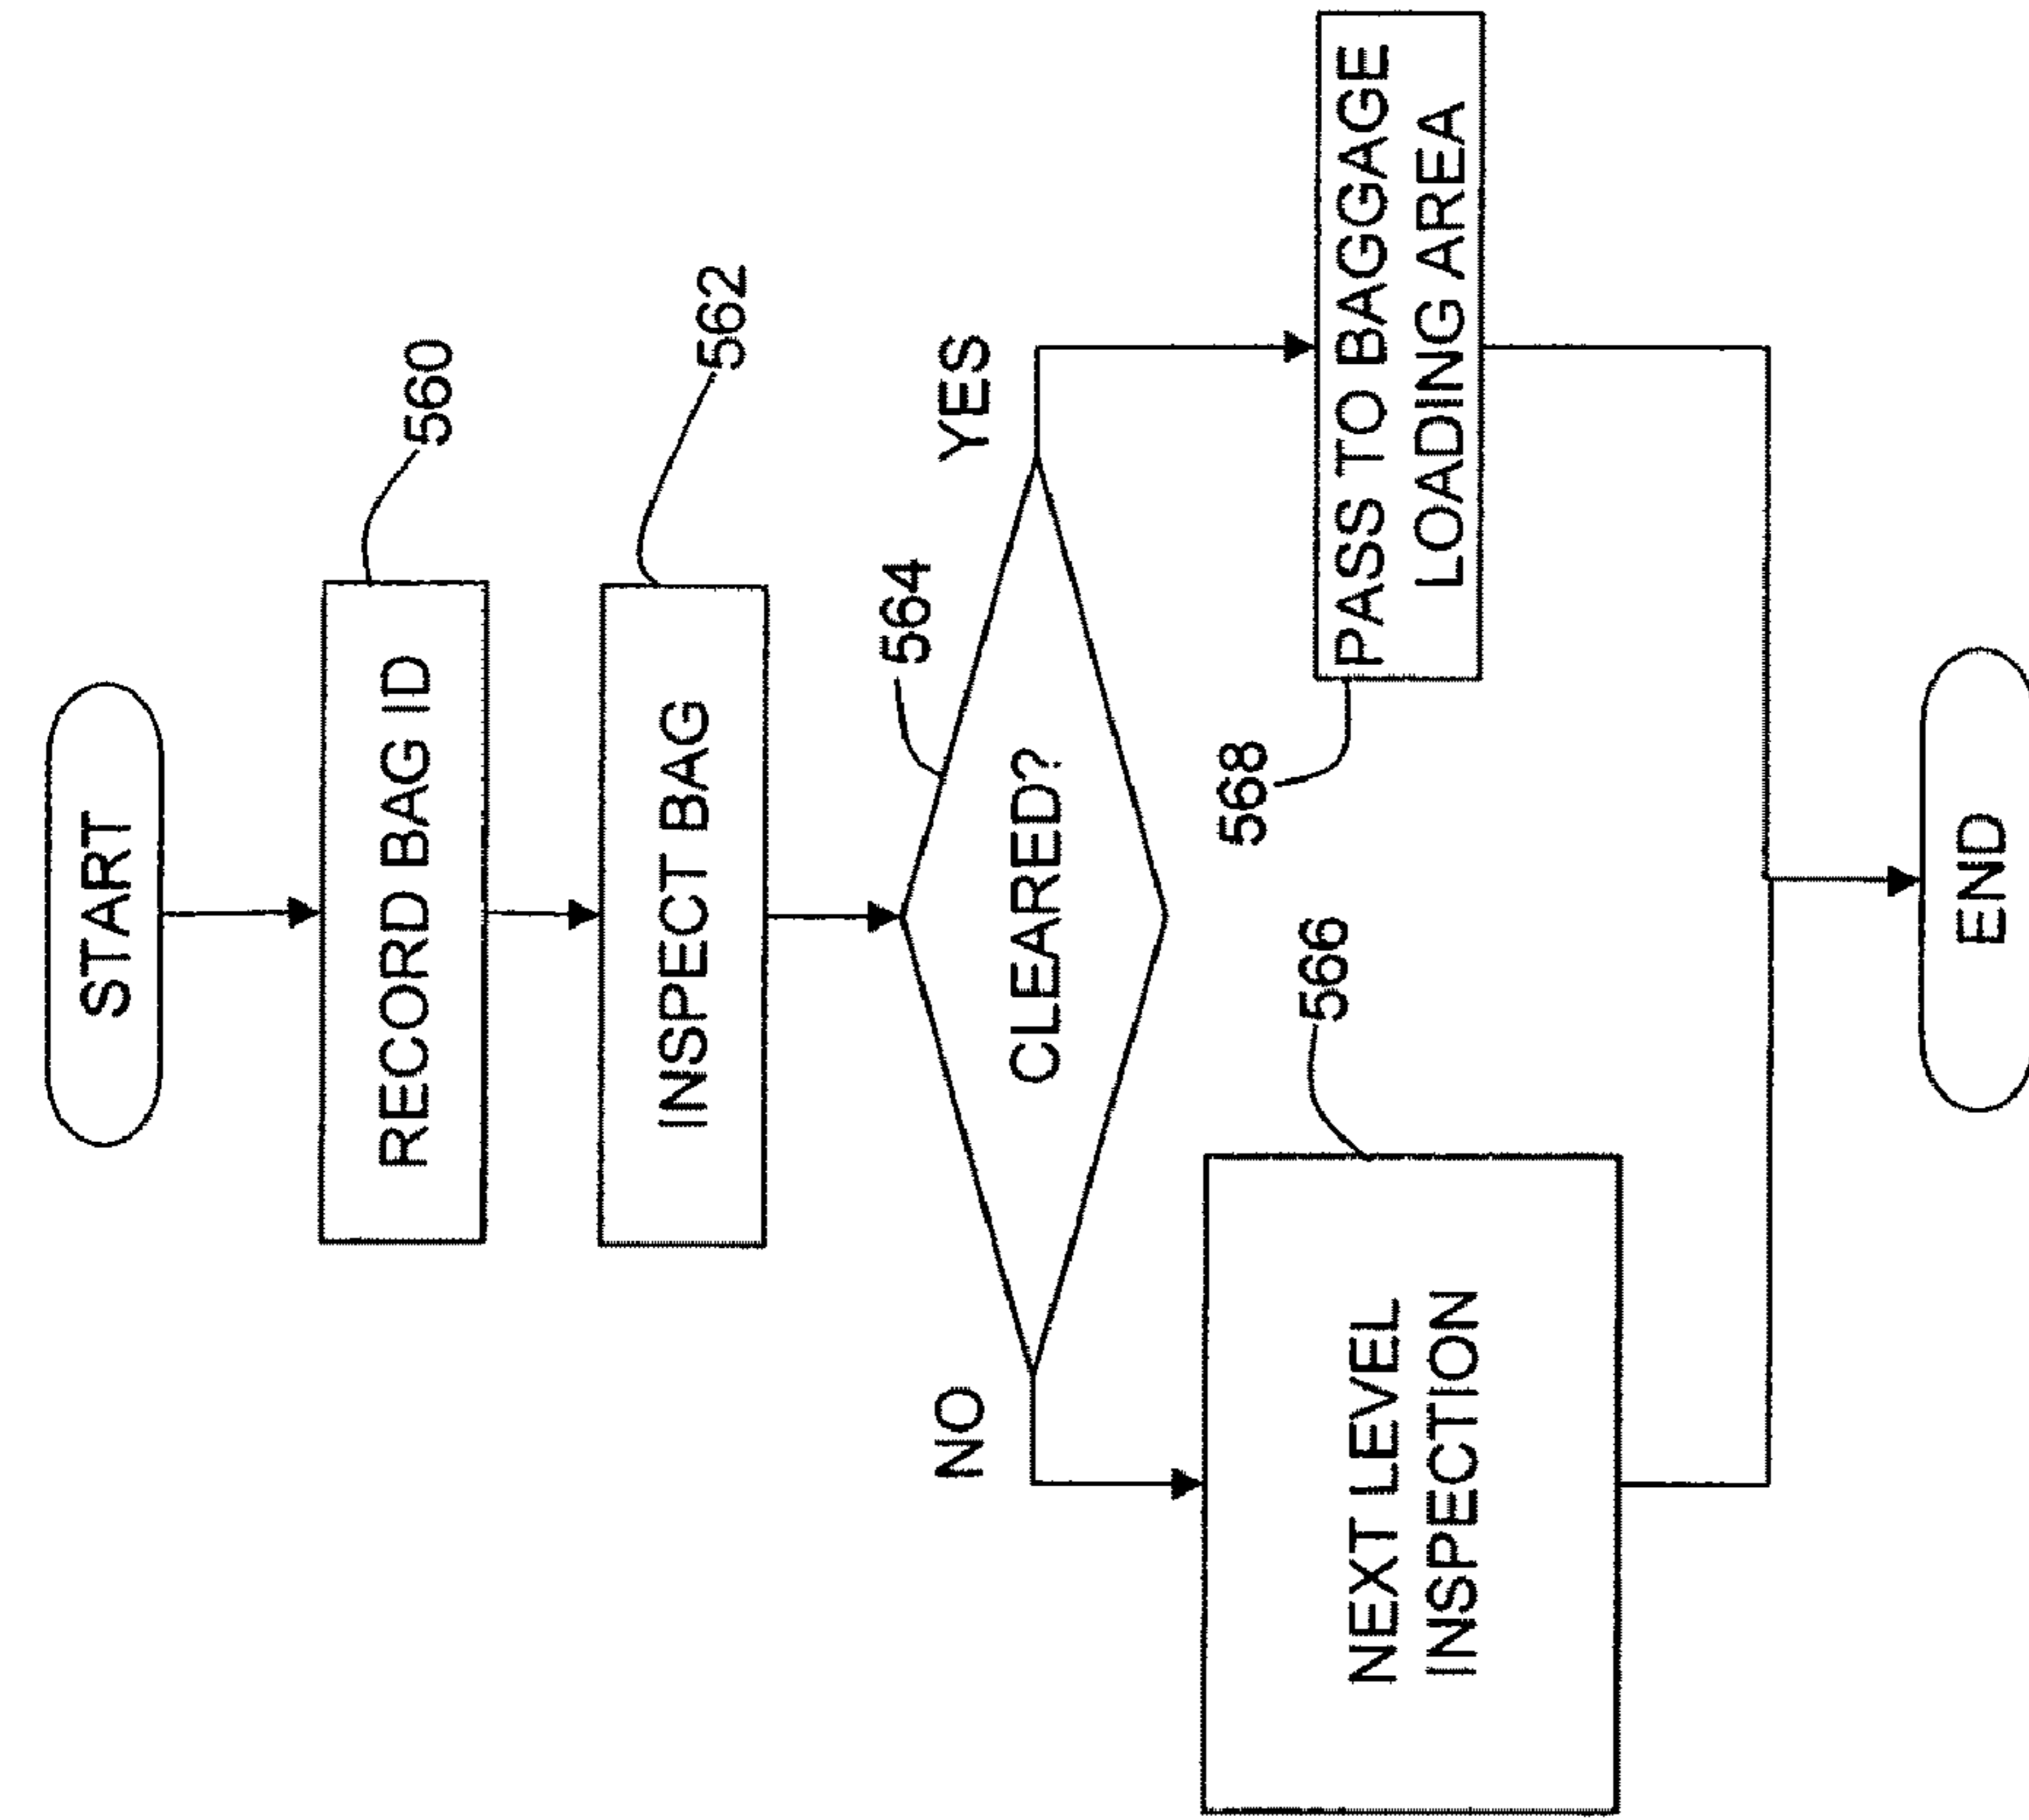 START
RECORD BAG ID
560
INSPECT BAG
562
564
CLEARED?
NO
YES
NEXT LEVEL
INSPECTION
566
568
PASS TO BAGGAGE
LOADING AREA
END